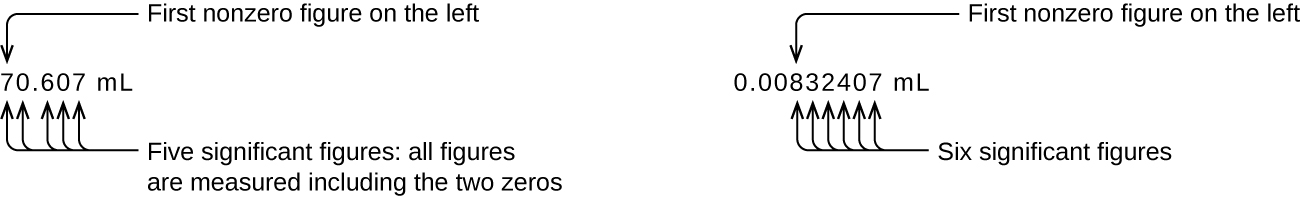 First nonzero figure on the left
70.607 mL
Five significant figures: all figures
are measured including the two zeros
First nonzero figure on the left
0.00832407 mL
Six significant figures